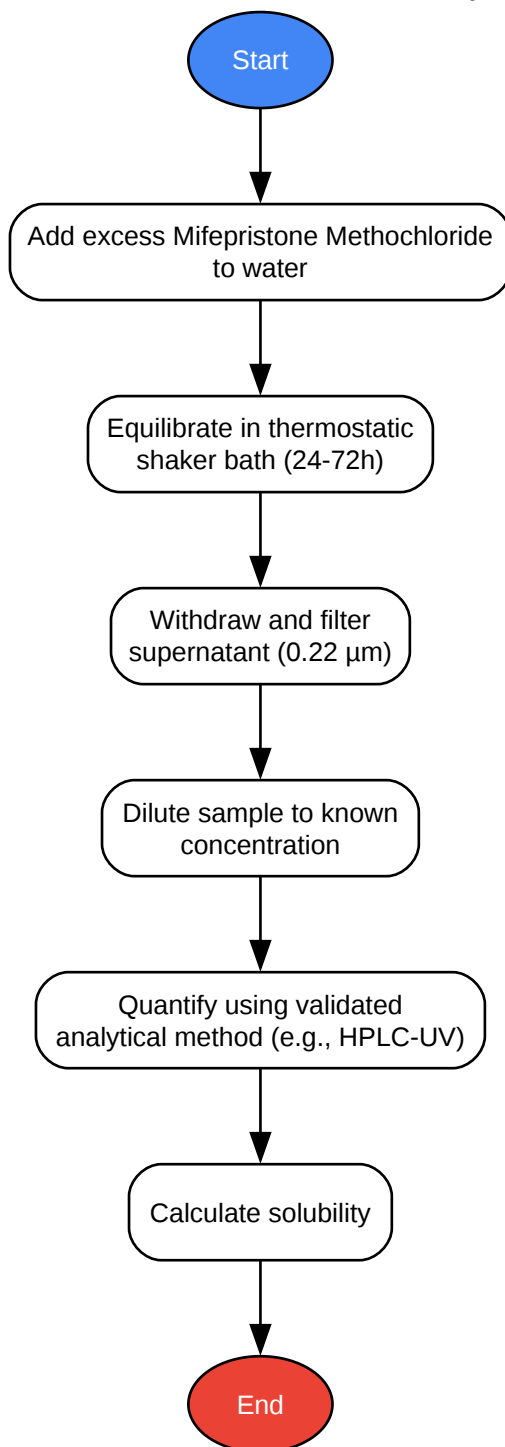 Start
Add excess Mifepristone Methochloride
to water
Equilibrate in thermostatic
shaker bath (24-72h)
Withdraw and filter
supernatant (0.22 µm)
Dilute sample to known
concentration
Quantify using validated
analytical method (e.g., HPLC-UV)
Calculate solubility
End